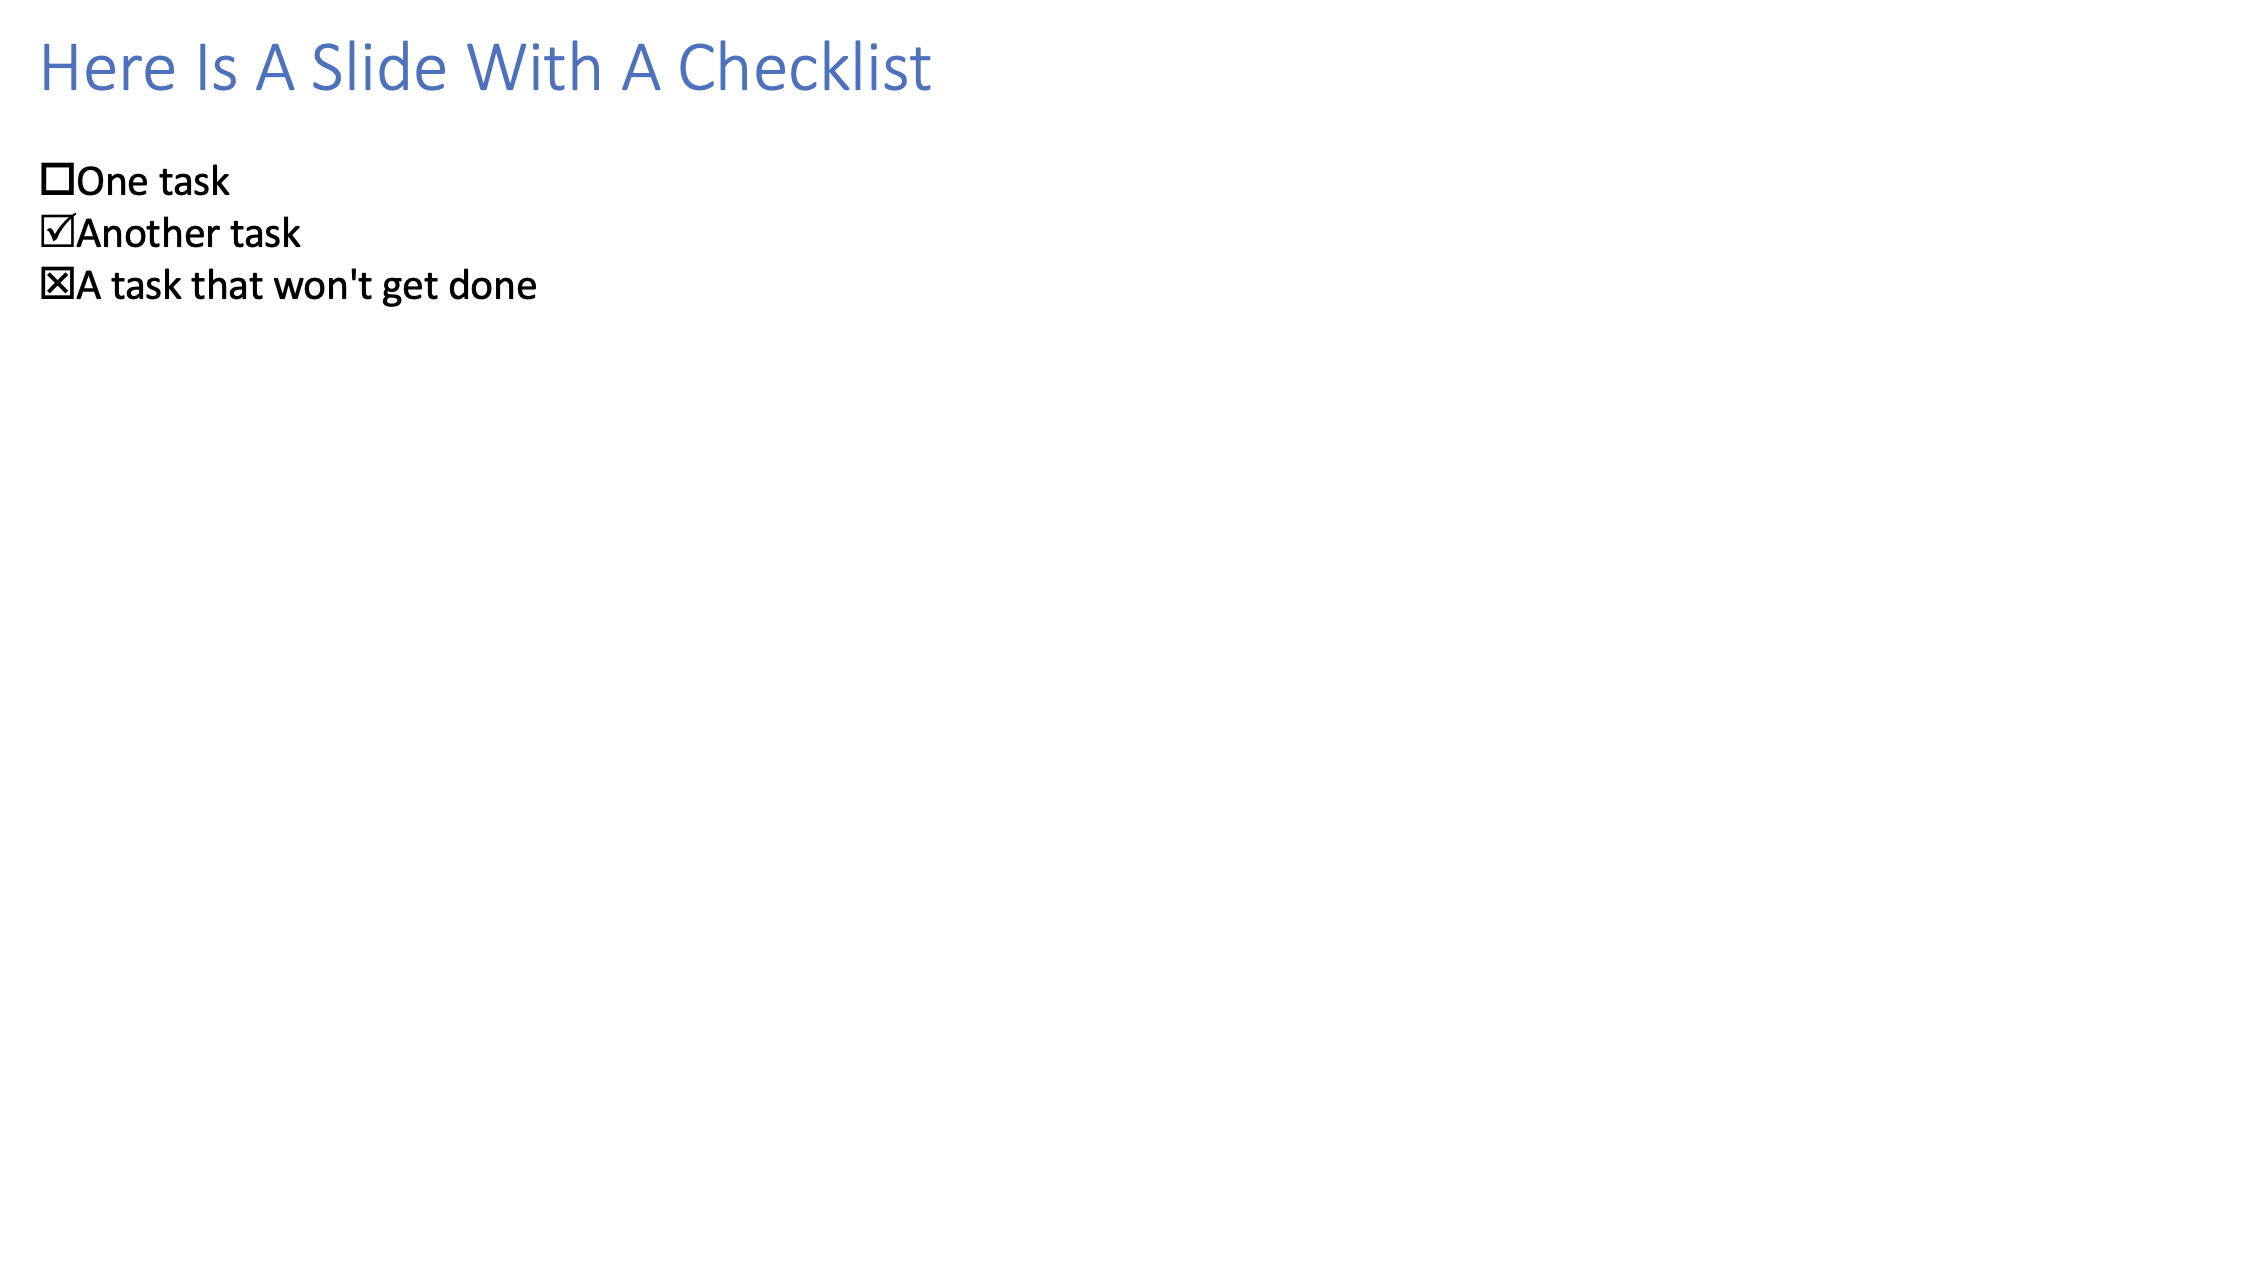 Here Is A Slide With A Checklist
☐One task
☑Another task
☒A task that won't get done